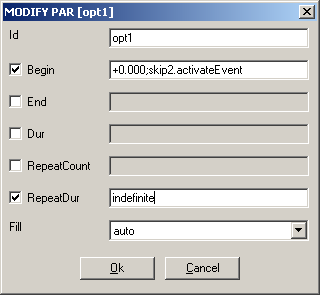 MODIFY PAR [opt1]
Id opt1
Begin +0.000;skip2.activateEvent
End
Dur
RepeatCount
RepeatDur indefinite
Fill auto
Ok Cancel